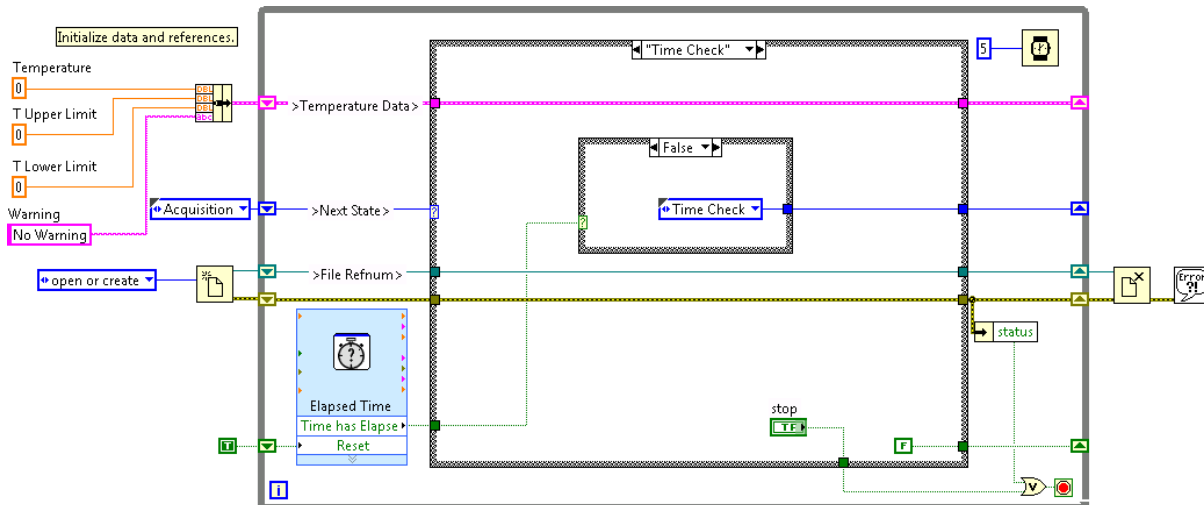 Initialize data and references.
"Time Check"
5
Temperature
0
DBL
DBL
DBL
abc
T Upper Limit
0
>Temperature Data>
False
T Lower Limit
0
Acquisition
>Next State>
?
Time Check
?
Warning
No Warning
open or create
>File Refnum>
Error
?!
?
status
Elapsed Time
Time has Elapse
Reset
stop
TF
T
F
i
V